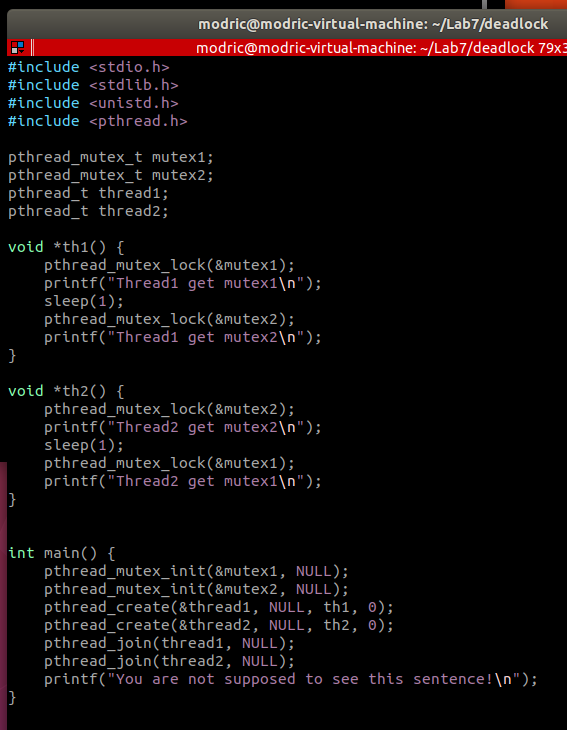 modric@modric-virtual-machine: ~/Lab7/deadlock
modric@modric-virtual-machine: ~/Lab7/deadlock 79x3
#include <stdio.h>
#include <stdlib.h>
#include <unistd.h>
#include <pthread.h>

pthread_mutex_t mutex1;
pthread_mutex_t mutex2;
pthread_t thread1;
pthread_t thread2;

void *th1() {
    pthread_mutex_lock(&mutex1);
    printf("Thread1 get mutex1\n");
    sleep(1);
    pthread_mutex_lock(&mutex2);
    printf("Thread1 get mutex2\n");
}

void *th2() {
    pthread_mutex_lock(&mutex2);
    printf("Thread2 get mutex2\n");
    sleep(1);
    pthread_mutex_lock(&mutex1);
    printf("Thread2 get mutex1\n");
}


int main() {
    pthread_mutex_init(&mutex1, NULL);
    pthread_mutex_init(&mutex2, NULL);
    pthread_create(&thread1, NULL, th1, 0);
    pthread_create(&thread2, NULL, th2, 0);
    pthread_join(thread1, NULL);
    pthread_join(thread2, NULL);
    printf("You are not supposed to see this sentence!\n");
}